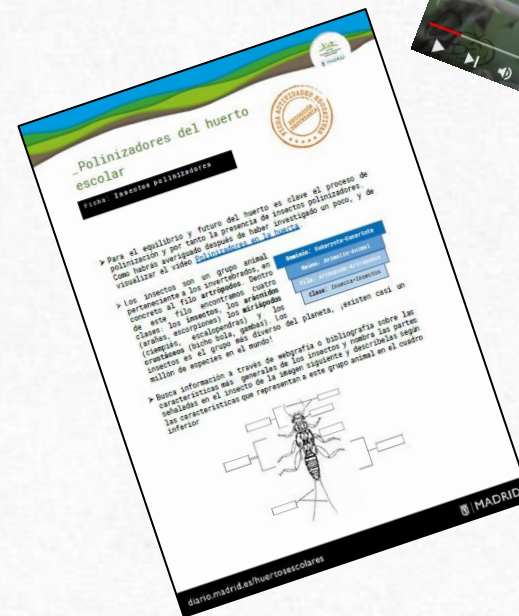 MADRID
_Polinizadores del huerto
escolar
FICHA ACTIVIDADES EDUCATIVAS
Ficha: Insectos polinizadores
➤ Para el equilibrio y futuro del huerto es clave el proceso de
polinización y por tanto la presencia de insectos polinizadores.
Como habrás averiguado después de haber investigado un poco, y de
visualizar el video Polinizadores en la huerta.
➤ Los insectos son un grupo animal
perteneciente a los invertebrados, en
concreto al filo artrópodos. Dentro
de este filo encontramos cuatro
clases: los insectos, los arácnidos
(arañas, escorpiones) los miriápodos
(ciempiés, escalopendras) y los
crustáceos (bicho bola, gambas) los
insectos es el grupo más diverso del planeta, ¡existen casi un
millón de especies en el mundo!
Dominio: Eukaryota-Eucariota
Reino: Animalia-Animal
Filo: Arthropoda-Artrópodos
Clase: Insecta-Insectos
➤ Busca información a través de webgrafía o bibliografía sobre las
características más generales de los insectos y nombra las partes
señaladas en el insecto de la imagen siguiente y descríbelas según
las características que representan a este grupo animal en el cuadro
inferior
diario.madrid.es/huertosescolares
MADRID